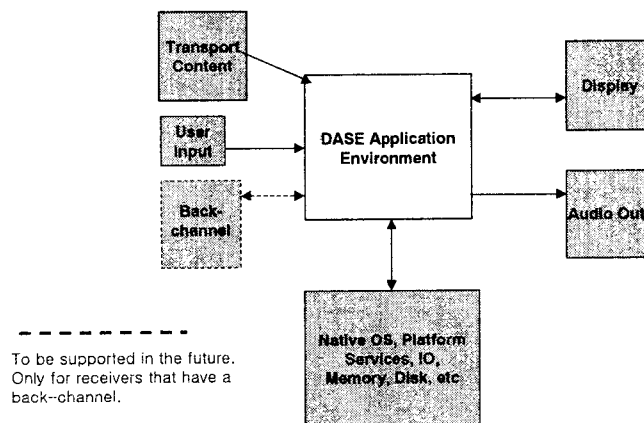 Transport
Content
User
Input
Back-
channel
DASE Application
Environment
Display
Audio Out
Native OS, Platform
Services, IO,
Memory, Disk, etc
To be supported in the future.
Only for receivers that have a
back--channel.